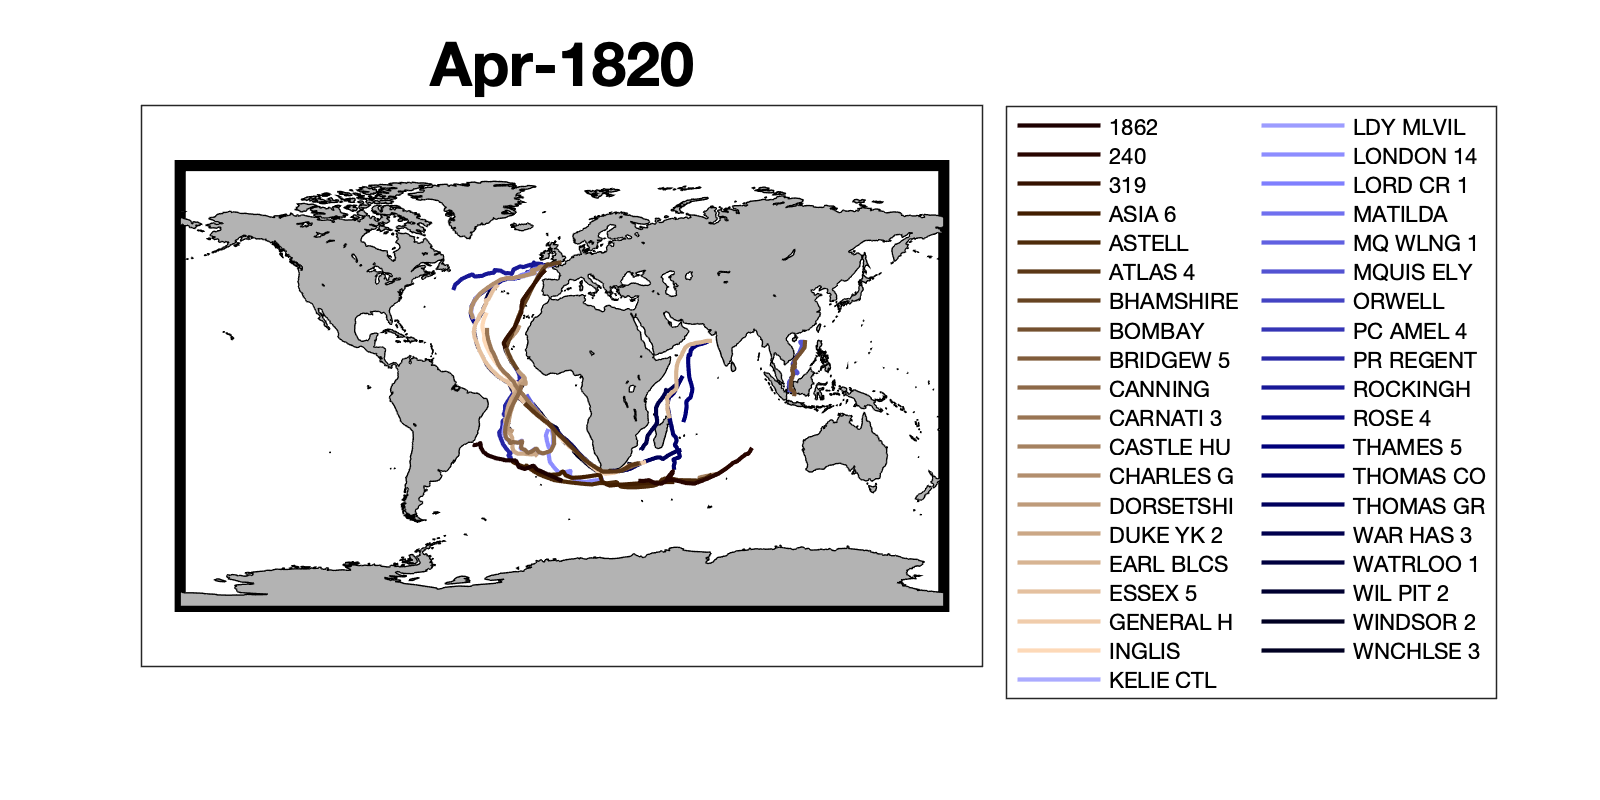 Apr-1820
1862
240
319
ASIA 6
ASTELL
ATLAS 4
BHAMSHIRE
BOMBAY
BRIDGEW 5
CANNING
CARNATI 3
CASTLE HU
CHARLES G
DORSETSHI
DUKE YK 2
EARL BLCS
ESSEX 5
GENERAL H
INGLIS
KELIE CTL
LDY MLVIL
LONDON 14
LORD CR 1
MATILDA
MQ WLNG 1
MQUIS ELY
ORWELL
PC AMEL 4
PR REGENT
ROCKINGH
ROSE 4
THAMES 5
THOMAS CO
THOMAS GR
WAR HAS 3
WATRLOO 1
WIL PIT 2
WINDSOR 2
WNCHLSE 3